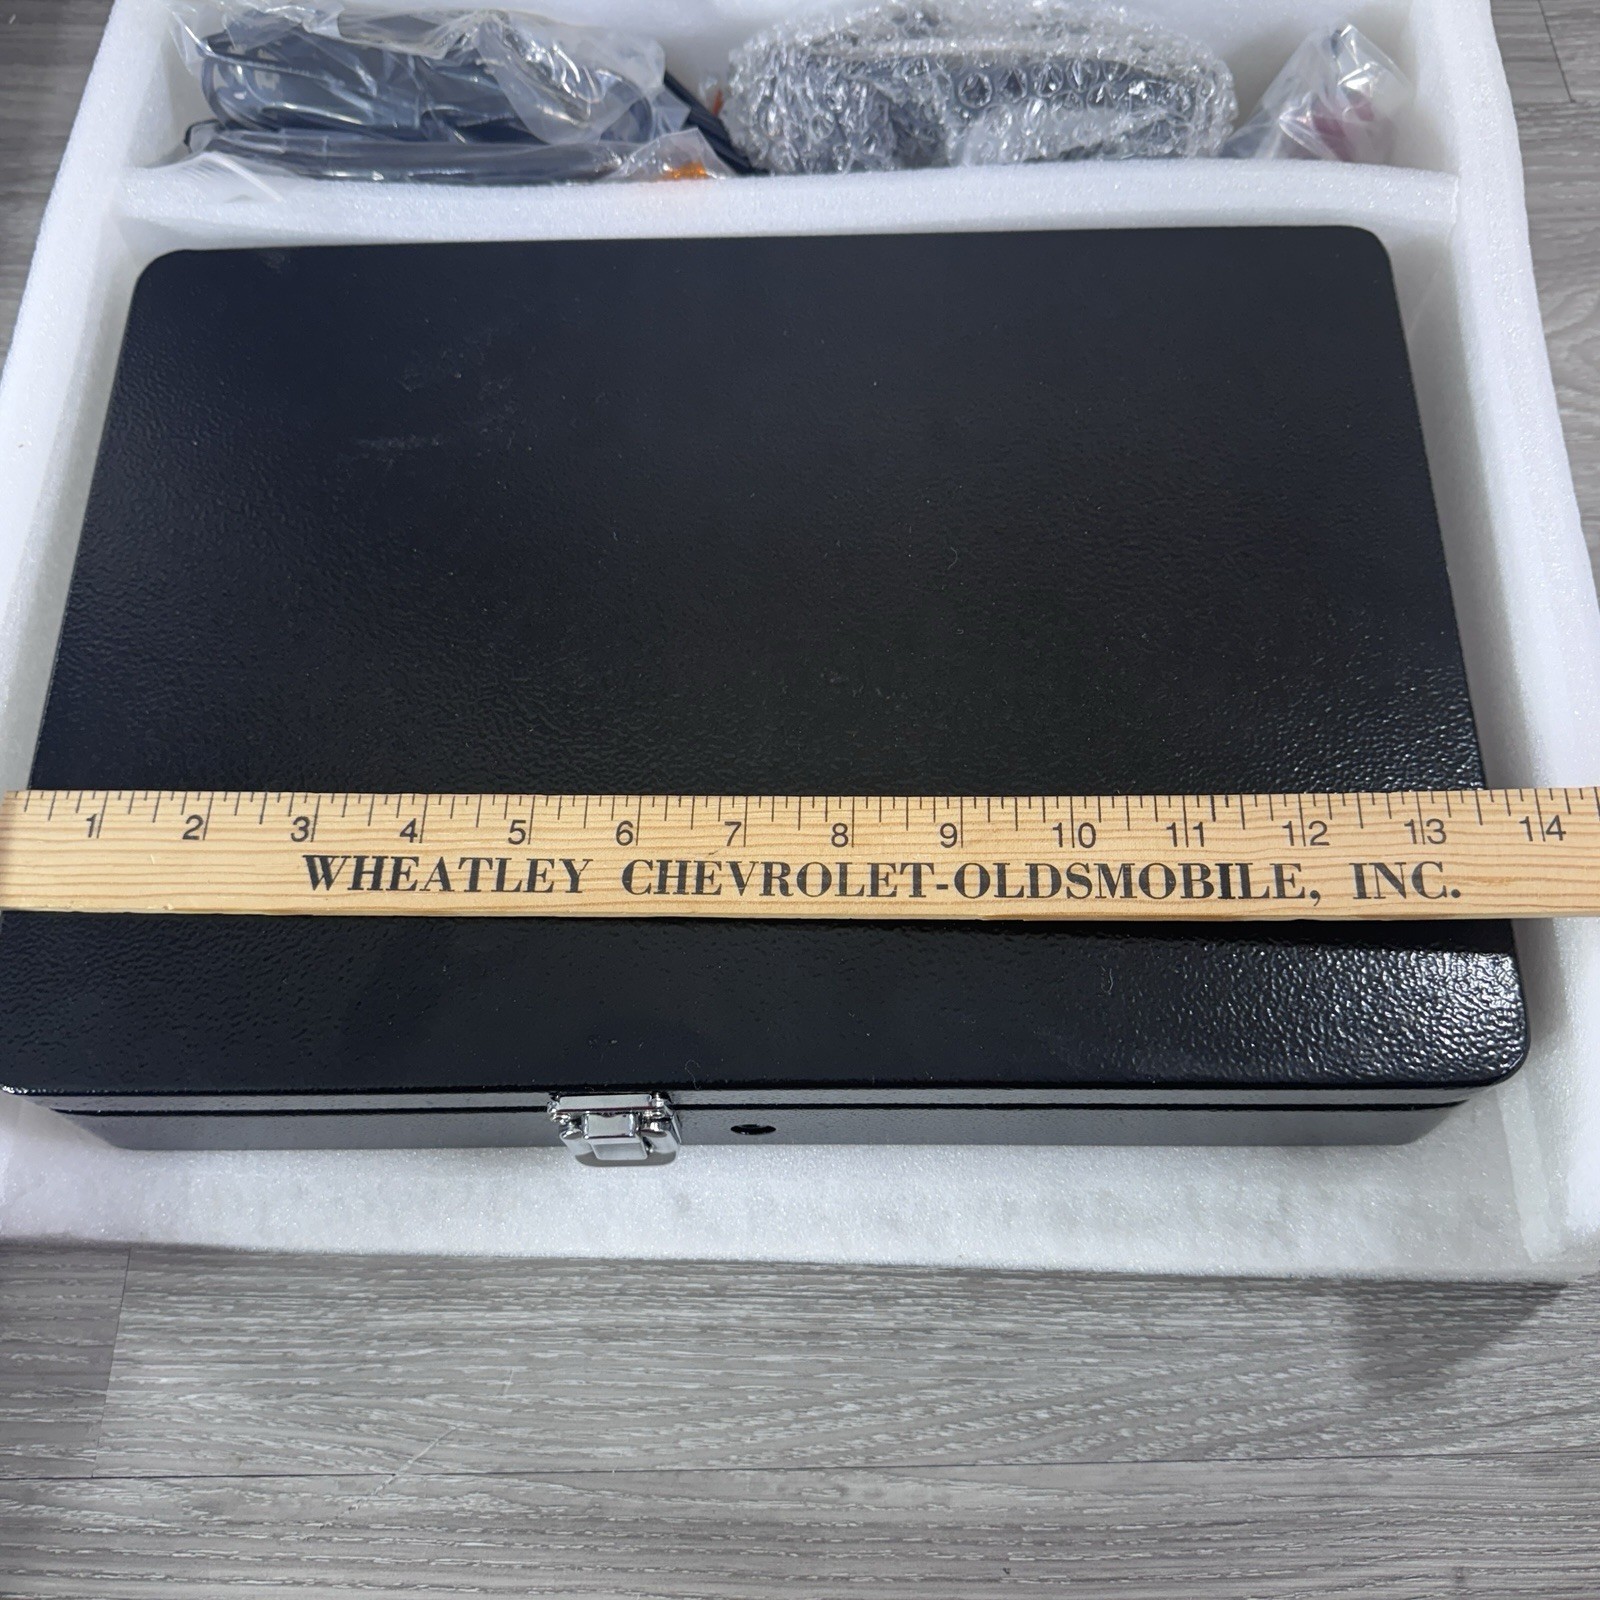 1 2 3 4 5 6 7 8 9 10 11 12 13 14
WHEATLEY CHEVROLET-OLDSMOBILE, INC.